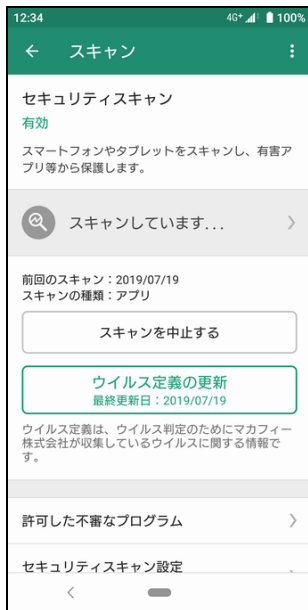 12:34
4G+ 100%
スキャン
セキュリティスキャン
有効
スマートフォンやタブレットをスキャンし、有害ア
プリ等から保護します。
スキャンしています...
前回のスキャン：2019/07/19
スキャンの種類：アプリ
スキャンを中止する
ウイルス定義の更新
最終更新日：2019/07/19
ウイルス定義は、ウイルス判定のためにマカフィー
株式会社が収集しているウイルスに関する情報で
す。
許可した不審なプログラム
セキュリティスキャン設定